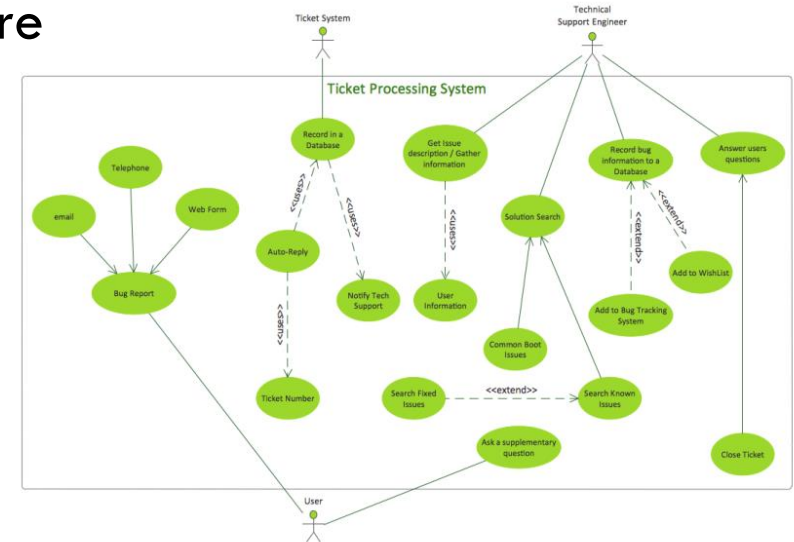 re
Ticket System
Technical
Support Engineer
Ticket Processing System
Record in a
Database
Get Issue
description / Gather
information
Record bug
information to a
Database
Answer users
questions
Telephone
email
Web Form
<<uses>>
<<uses>>
<<uses>>
Solution Search
<<extend>>
<<extend>>
Auto-Reply
Bug Report
Notify Tech
Support
User
Information
Add to WishList
<<uses>>
Add to Bug Tracking
System
Common Boot
Issues
Ticket Number
Search Fixed
Issues
<<extend>>
Search Known
Issues
Ask a supplementary
question
Close Ticket
User